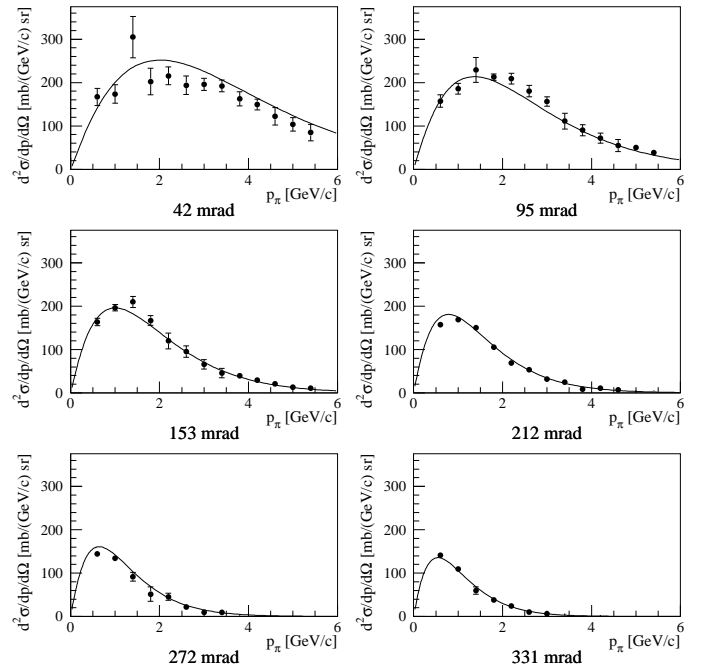 d²σ/dp/dΩ [mb/(GeV/c) sr]
300
200
100
0
0 2 4 6
p_π [GeV/c]
42 mrad
d²σ/dp/dΩ [mb/(GeV/c) sr]
300
200
100
0
0 2 4 6
p_π [GeV/c]
95 mrad
d²σ/dp/dΩ [mb/(GeV/c) sr]
300
200
100
0
0 2 4 6
p_π [GeV/c]
153 mrad
d²σ/dp/dΩ [mb/(GeV/c) sr]
300
200
100
0
0 2 4 6
p_π [GeV/c]
212 mrad
d²σ/dp/dΩ [mb/(GeV/c) sr]
300
200
100
0
0 2 4 6
p_π [GeV/c]
272 mrad
d²σ/dp/dΩ [mb/(GeV/c) sr]
300
200
100
0
0 2 4 6
p_π [GeV/c]
331 mrad